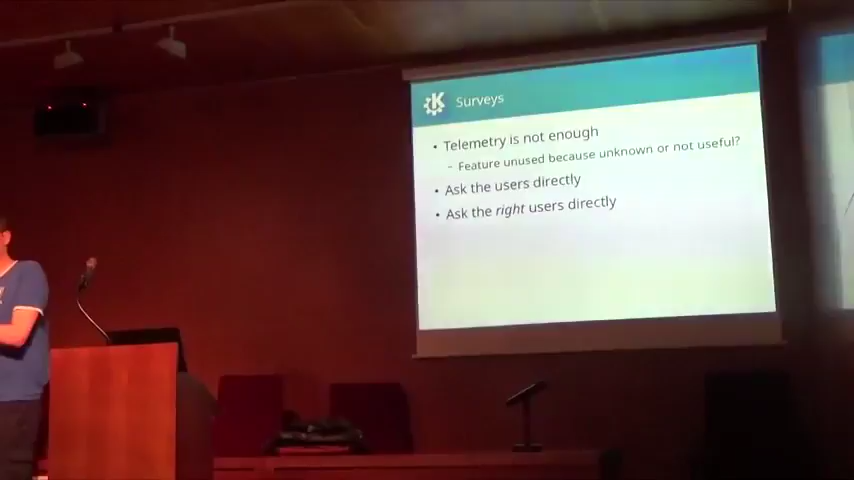 Surveys
• Telemetry is not enough
– Feature unused because unknown or not useful?
• Ask the users directly
• Ask the right users directly